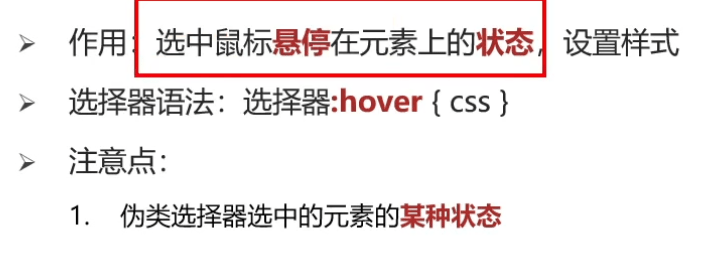 作用：选中鼠标悬停在元素上的状态，设置样式
选择器语法：选择器:hover { css }
注意点：
1. 伪类选择器选中的元素的某种状态